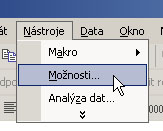 Nástroje Data Okno
Makro
Možnosti...
Analýza dat...